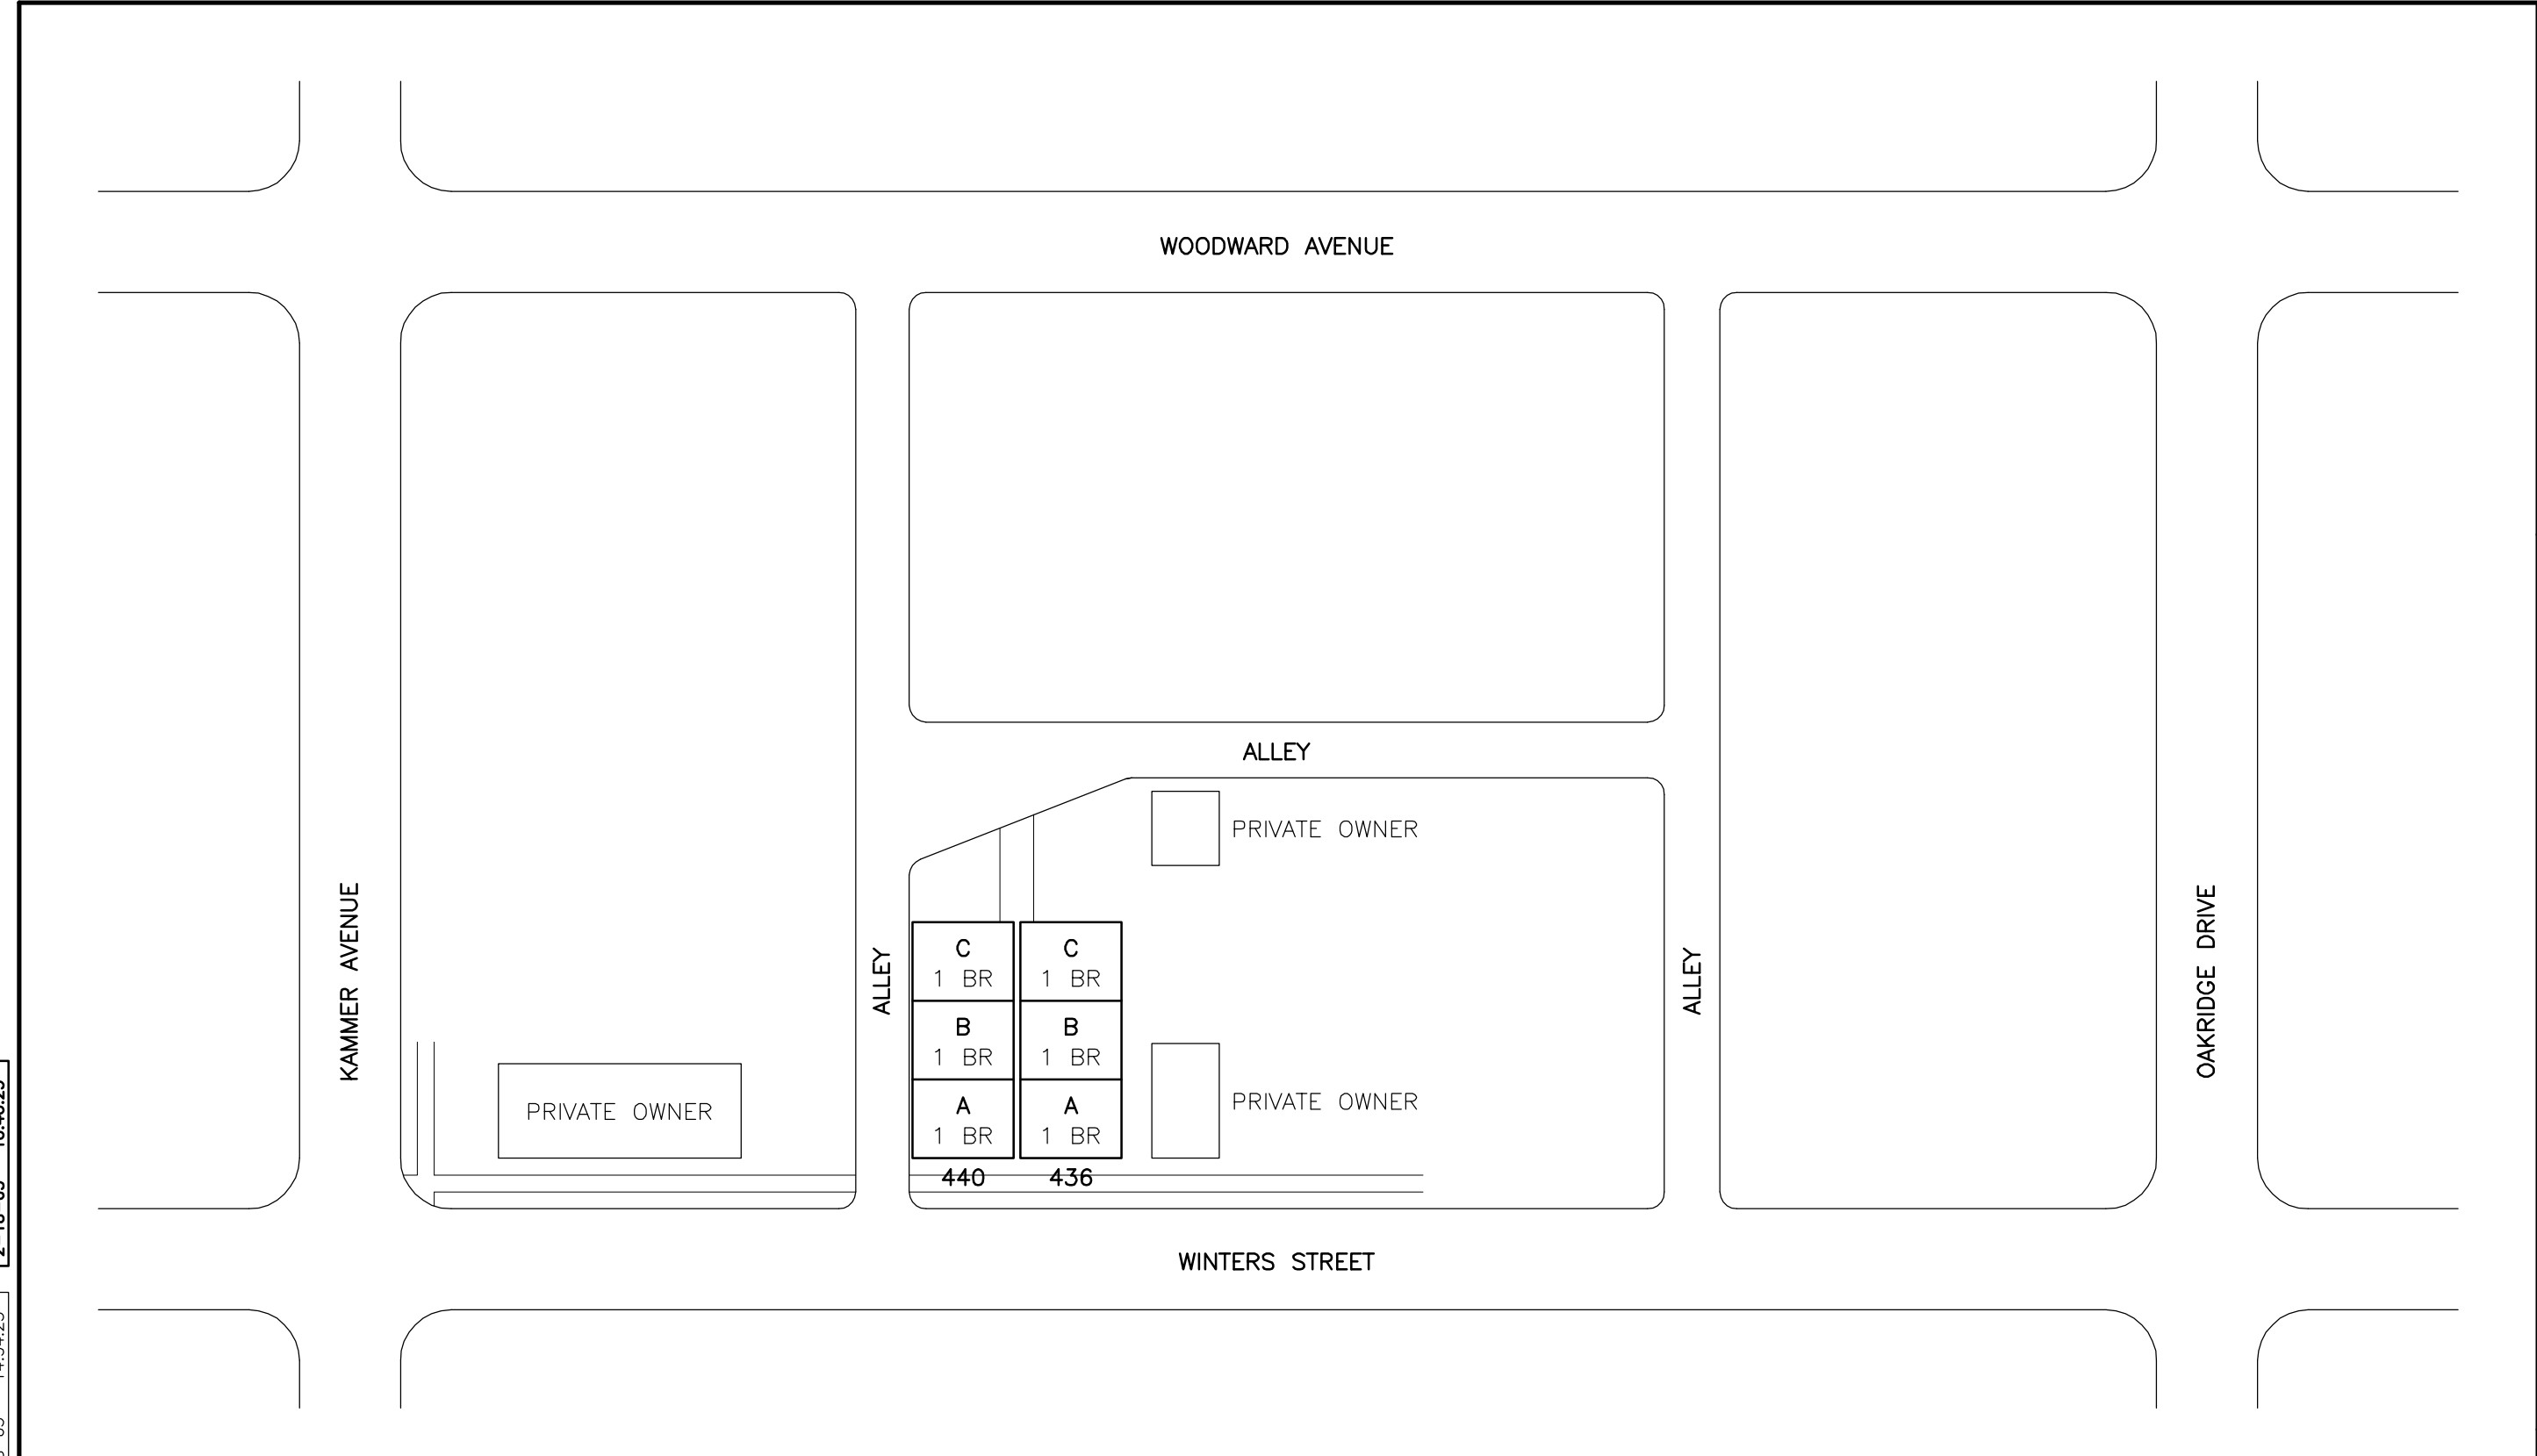 WOODWARD AVENUE
ALLEY
PRIVATE OWNER
KAMMER AVENUE
ALLEY
C
1 BR
C
1 BR
B
1 BR
B
1 BR
A
1 BR
A
1 BR
440
436
PRIVATE OWNER
PRIVATE OWNER
ALLEY
OAKRIDGE DRIVE
WINTERS STREET